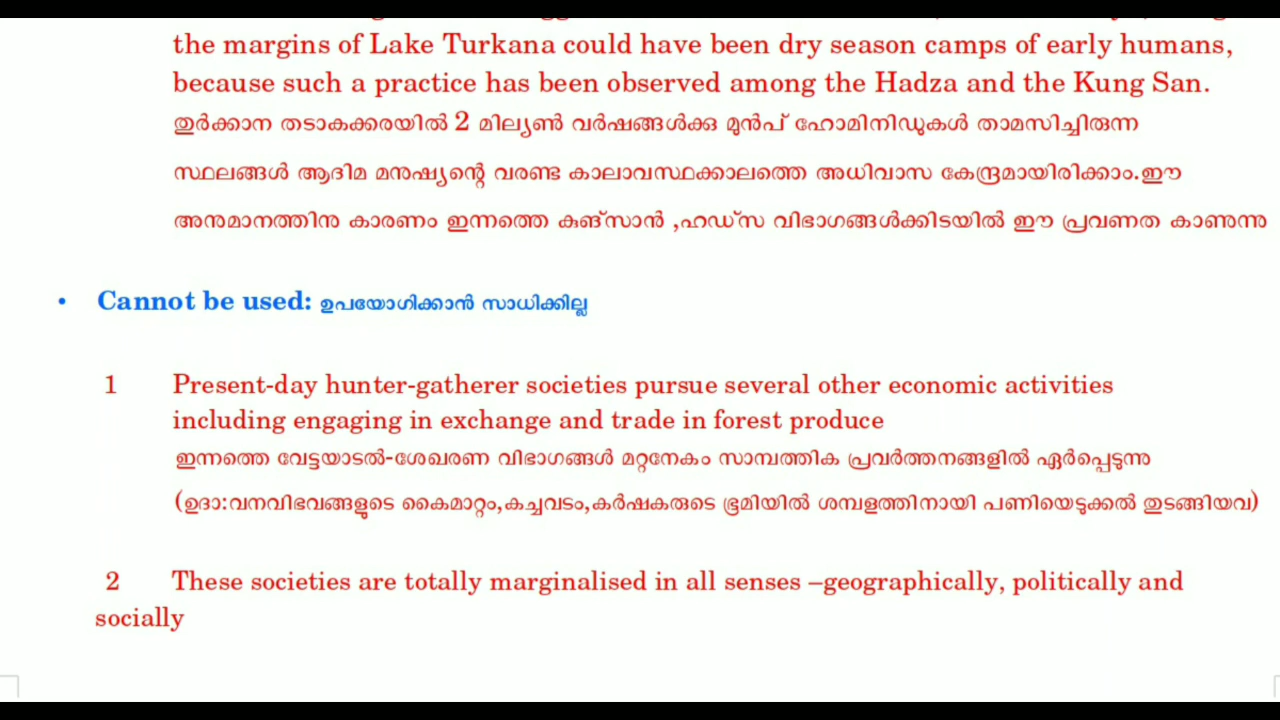 the margins of Lake Turkana could have been dry season camps of early humans,
because such a practice has been observed among the Hadza and the Kung San.
തുർക്കാന തടാകക്കരയിൽ 2 മില്യൺ വർഷങ്ങൾക്കു മുൻപ് ഹോമിനിഡുകൾ താമസിച്ചിരുന്ന
സ്ഥലങ്ങൾ ആദിമ മനുഷ്യന്റെ വരണ്ട കാലാവസ്ഥക്കാലത്തെ അധിവാസ കേന്ദ്രമായിരിക്കാം.ഈ
അനുമാനത്തിനു കാരണം ഇന്നത്തെ കുങ്സാൻ ,ഹഡ്സ വിഭാഗങ്ങൾക്കിടയിൽ ഈ പ്രവണത കാണുന്നു
• Cannot be used: ഉപയോഗിക്കാൻ സാധിക്കില്ല
1 Present-day hunter-gatherer societies pursue several other economic activities
including engaging in exchange and trade in forest produce
ഇന്നത്തെ വേട്ടയാടൽ-ശേഖരണ വിഭാഗങ്ങൾ മറ്റനേകം സാമ്പത്തിക പ്രവർത്തനങ്ങളിൽ ഏർപ്പെടുന്നു
(ഉദാ:വനവിഭവങ്ങളുടെ കൈമാറ്റം,കച്ചവടം,കർഷകരുടെ ഭൂമിയിൽ ശമ്പളത്തിനായി പണിയെടുക്കൽ തുടങ്ങിയവ)
2 These societies are totally marginalised in all senses –geographically, politically and
socially